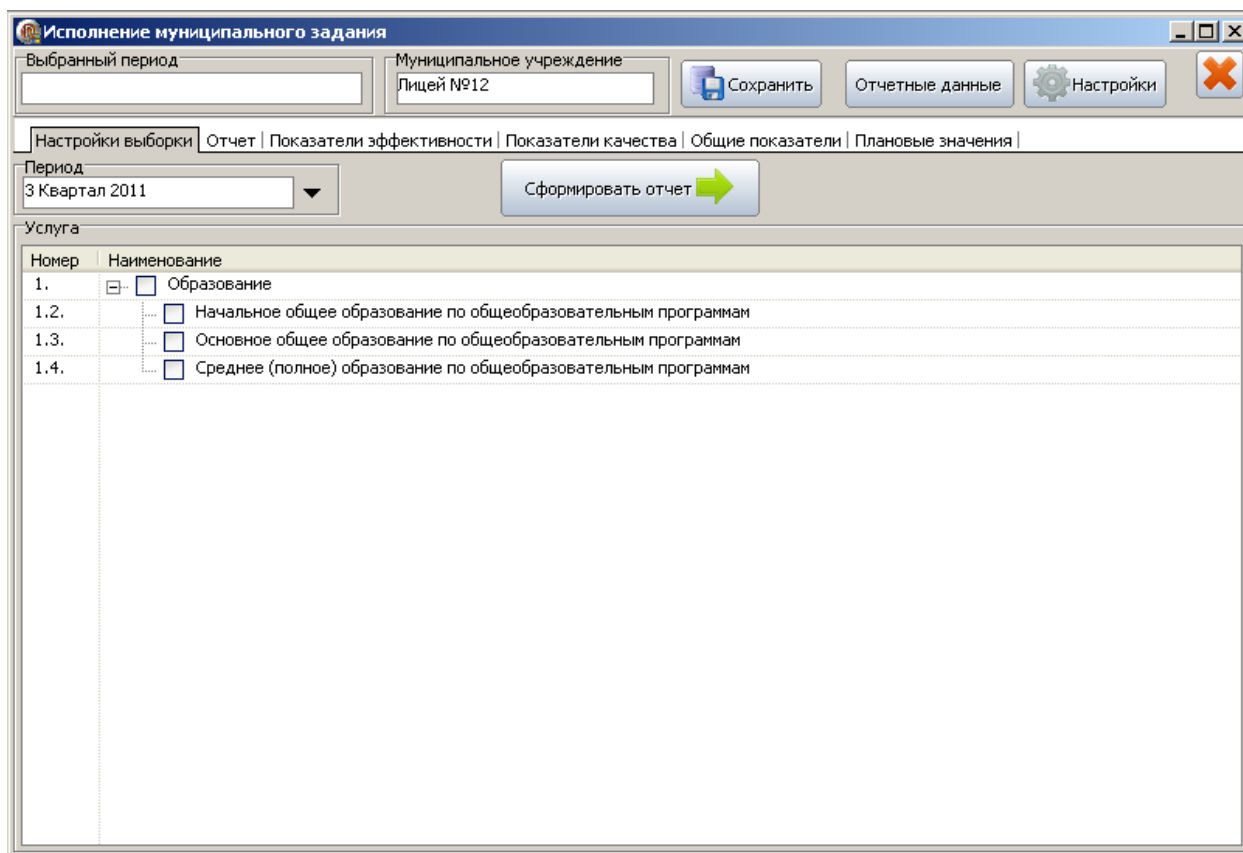 Исполнение муниципального задания
Выбранный период
Муниципальное учреждение
Лицей №12
Сохранить
Отчетные данные
Настройки
Настройки выборки | Отчет | Показатели эффективности | Показатели качества | Общие показатели | Плановые значения |
Период
3 Квартал 2011
Сформировать отчет
Услуга
Номер Наименование
1. Образование
1.2. Начальное общее образование по общеобразовательным программам
1.3. Основное общее образование по общеобразовательным программам
1.4. Среднее (полное) образование по общеобразовательным программам